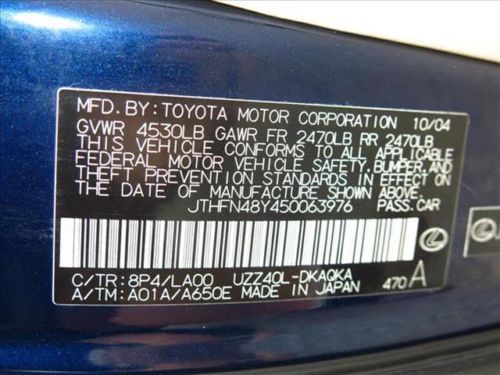 MFD. BY: TOYOTA MOTOR CORPORATION 10/04
GVWR 4530LB GAWR FR 2470LB RR 2470LB
THIS VEHICLE CONFORMS TO ALL APPLICABLE
FEDERAL MOTOR VEHICLE SAFETY, BUMPER, AND
THEFT PREVENTION STANDARDS IN EFFECT ON
THE DATE OF MANUFACTURE SHOWN ABOVE.
JTHFN48Y450063976 PASS.CAR
C/TR: 8P4/LA00 UZZ40L-DKAQKA
A/TM: A01A/A650E MADE IN JAPAN 470 A